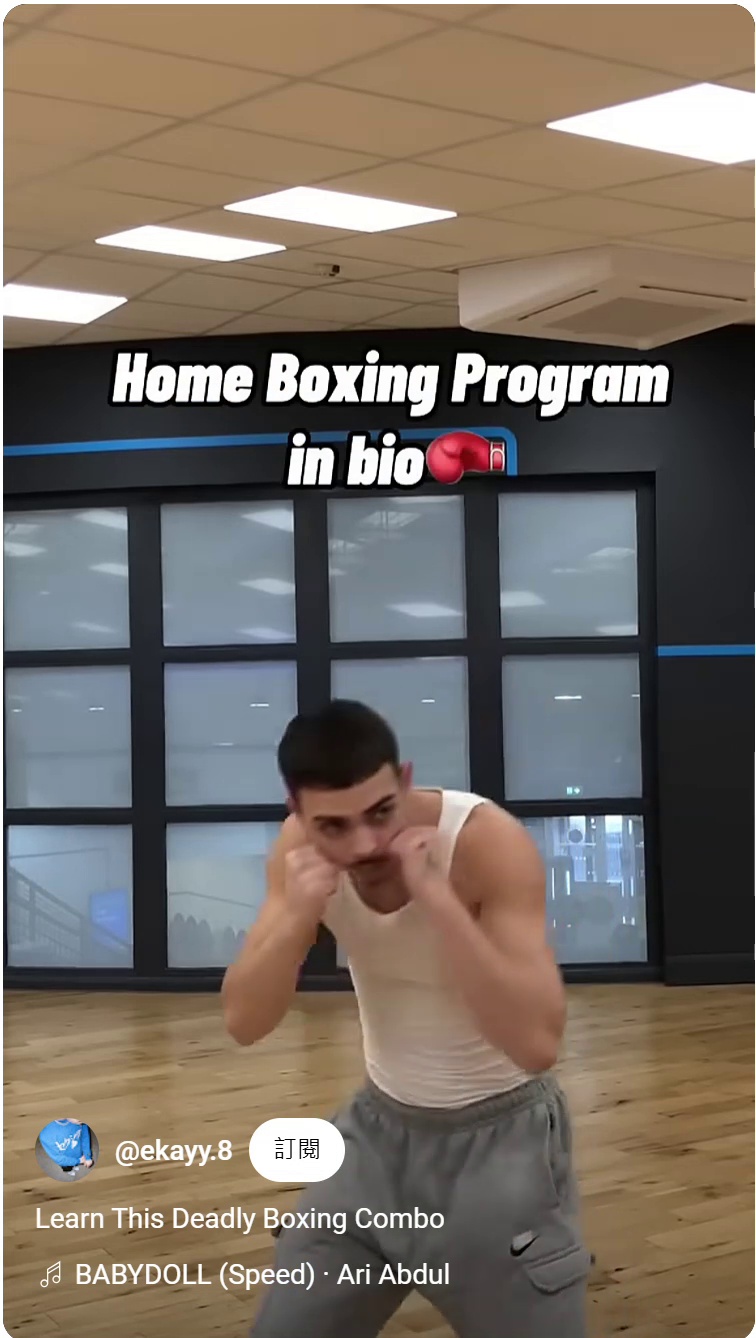 Home Boxing Program
in bio
@ekayy.8 訂閱
Learn This Deadly Boxing Combo
BABYDOLL (Speed) · Ari Abdul